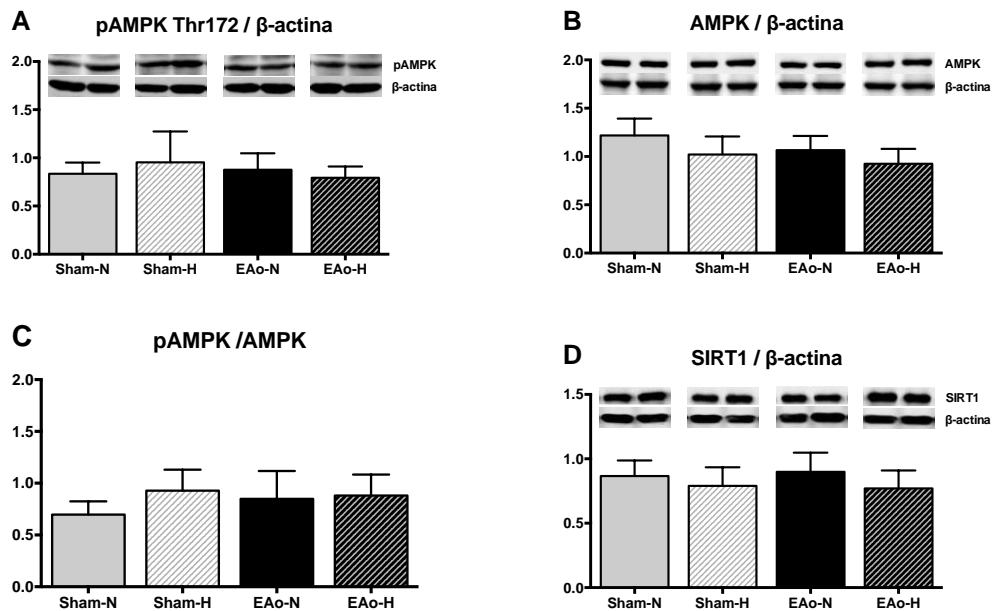 A
pAMPK Thr172 / β-actina
2.0
1.5
1.0
0.5
0.0
pAMPK
β-actina
Sham-N Sham-H EAo-N EAo-H
B
AMPK / β-actina
2.0
1.5
1.0
0.5
0.0
AMPK
β-actina
Sham-N Sham-H EAo-N EAo-H
C
pAMPK /AMPK
2.0
1.5
1.0
0.5
0.0
Sham-N Sham-H EAo-N EAo-H
D
SIRT1 / β-actina
1.5
1.0
0.5
0.0
SIRT1
β-actina
Sham-N Sham-H EAo-N EAo-H